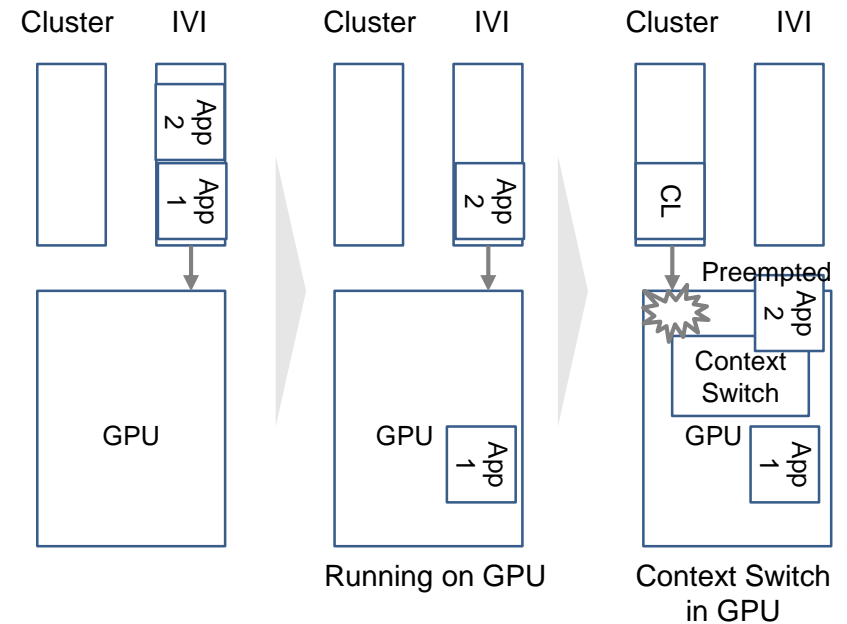 Cluster IVI
App 2
App 1
GPU
Cluster IVI
App 2
GPU
App 1
Running on GPU
Cluster IVI
CL
Preempted
App 2
Context
Switch
GPU
App 1
Context Switch
in GPU